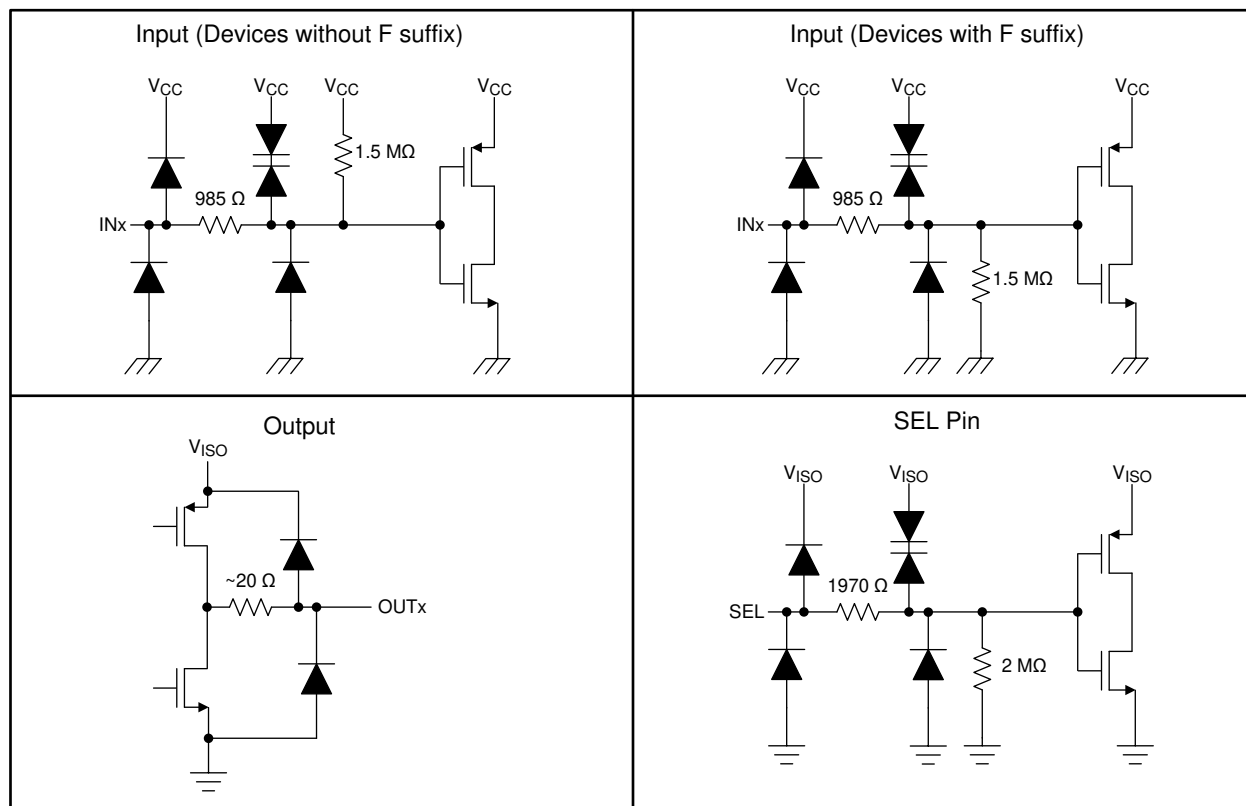 Input (Devices without F suffix)
VCC VCC VCC VCC
1.5 MΩ
985 Ω
INx
Input (Devices with F suffix)
VCC VCC VCC
985 Ω
INx
1.5 MΩ
Output
VISO
~20 Ω
OUTx
SEL Pin
VISO VISO VISO
1970 Ω
SEL
2 MΩ